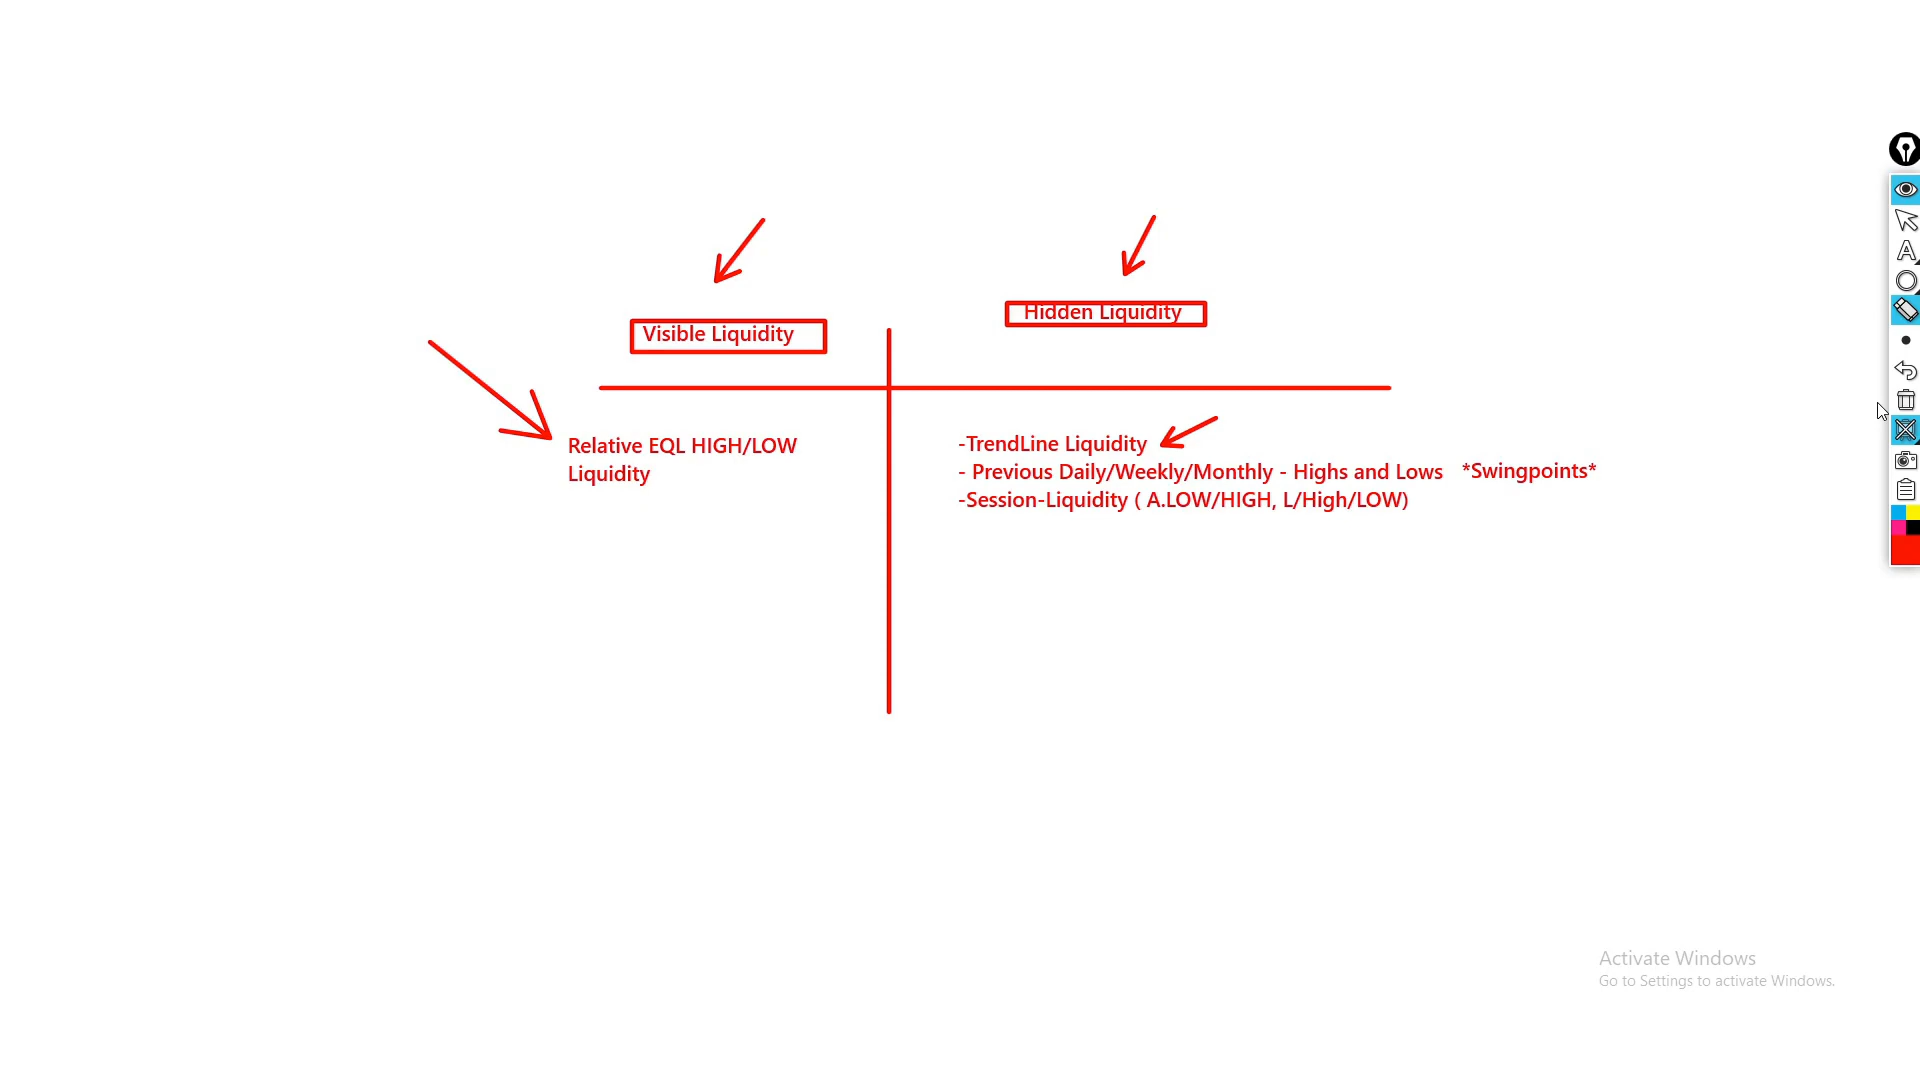 Visible Liquidity
Hidden Liquidity
Relative EQL HIGH/LOW
Liquidity
-TrendLine Liquidity
- Previous Daily/Weekly/Monthly - Highs and Lows *Swingpoints*
-Session-Liquidity ( A.LOW/HIGH, L/High/LOW)
Activate Windows
Go to Settings to activate Windows.